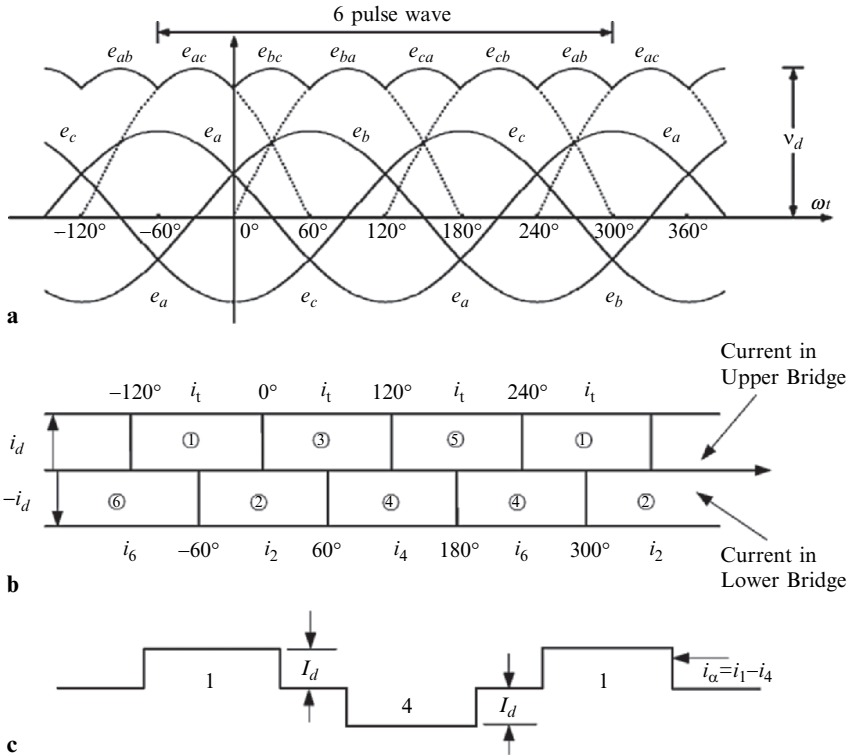 6 pulse wave
e_ab e_ac e_bc e_ba e_ca e_cb e_ab e_ac
e_c e_a e_b e_c e_a
ν_d
ωt
−120° −60° 0° 60° 120° 180° 240° 300° 360°
e_a e_c e_a e_b
a
Current in
Upper Bridge
−120° i_t 0° i_t 120° i_t 240° i_t
i_d ① ③ ⑤ ①
−i_d ⑥ ② ④ ④ ②
i_6 −60° i_2 60° i_4 180° i_6 300° i_2
Current in
Lower Bridge
b
1 I_d 4 I_d 1 i_α=i_1−i_4
c